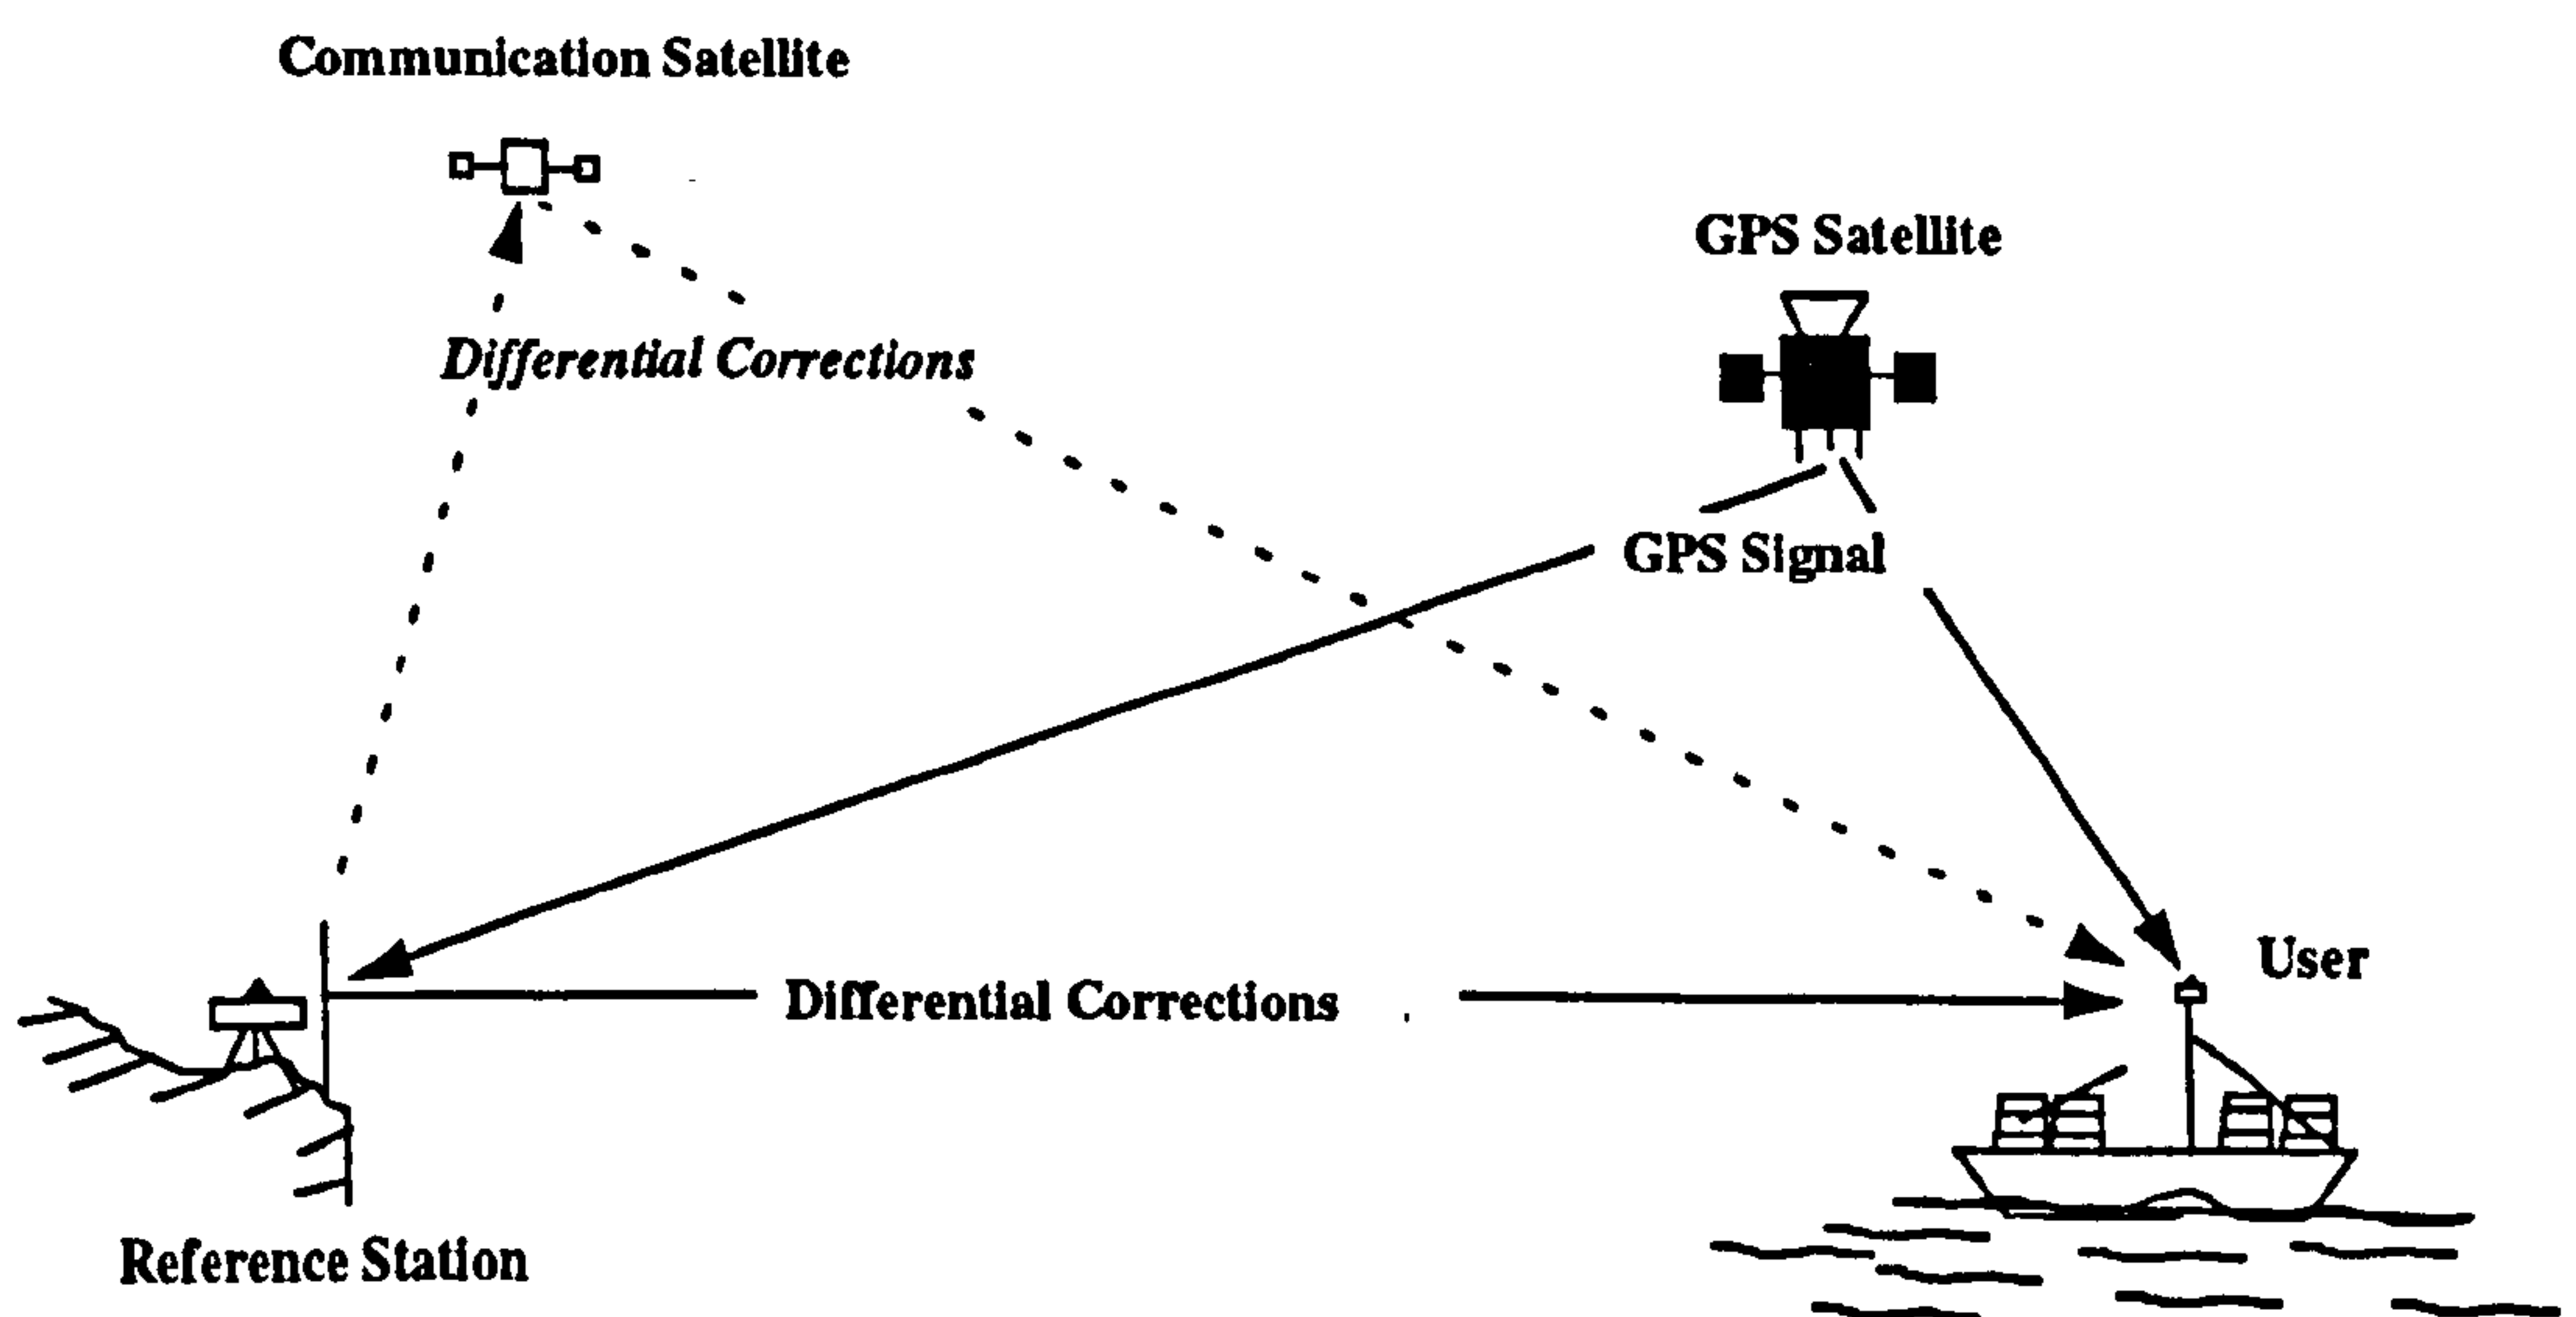 Communication Satellite
GPS Satellite
Differential Corrections
GPS Signal
User
Differential Corrections
Reference Station